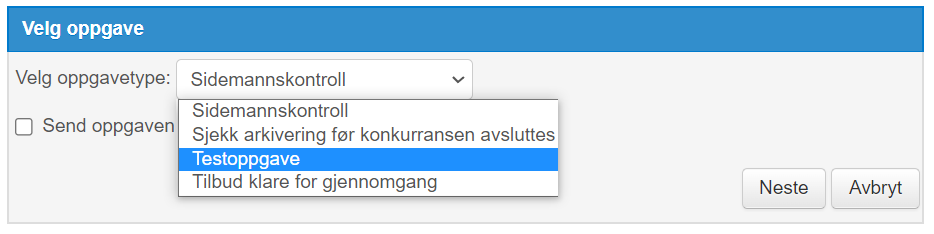 Velg oppgave
Velg oppgavetype: Sidemannskontroll
Sidemannskontroll
Send oppgaven
Sjekk arkivering før konkurransen avsluttes
Testoppgave
Tilbud klare for gjennomgang
Neste Avbryt